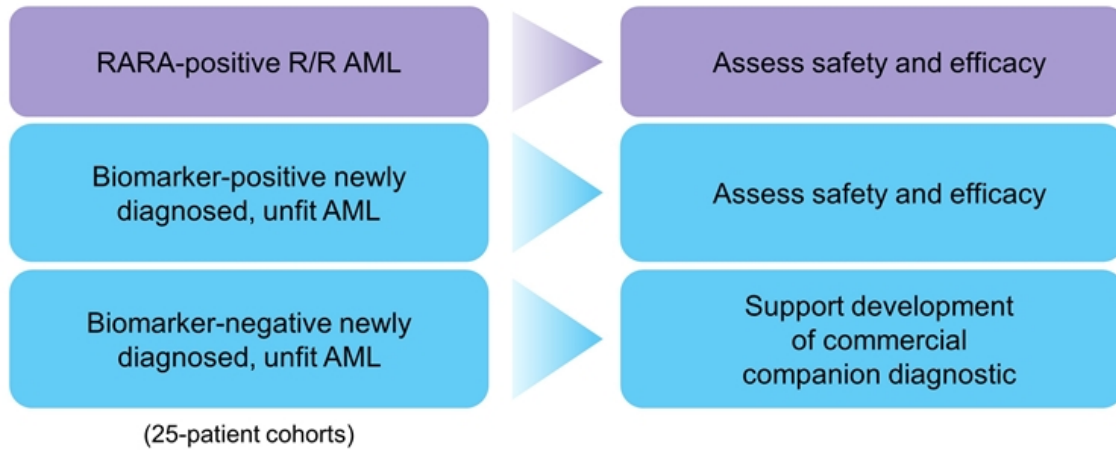 RARA-positive R/R AML
Assess safety and efficacy
Biomarker-positive newly
diagnosed, unfit AML
Assess safety and efficacy
Biomarker-negative newly
diagnosed, unfit AML
Support development
of commercial
companion diagnostic
(25-patient cohorts)